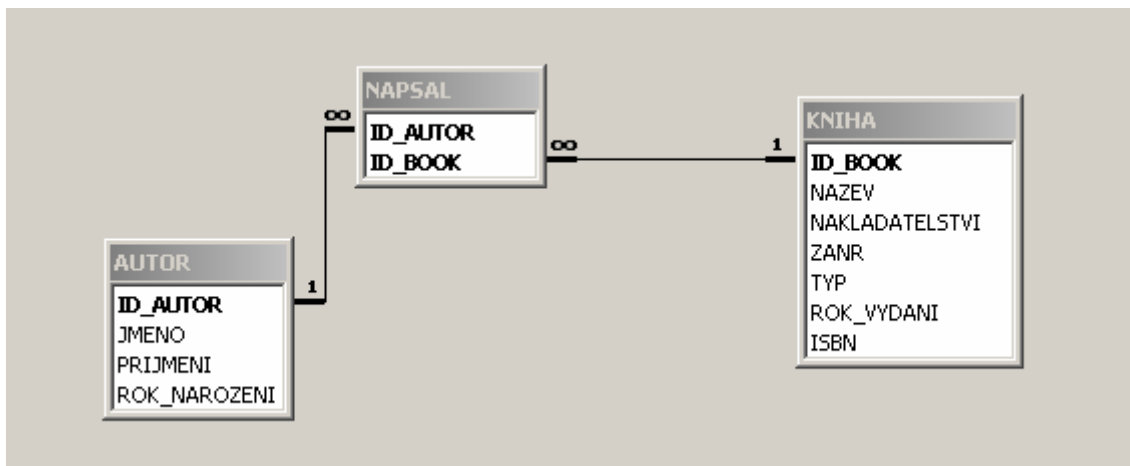 NAPSAL
ID_AUTOR
ID_BOOK
∞
∞
1
KNIHA
ID_BOOK
NAZEV
NAKLADATELSTVI
ZANR
TYP
ROK_VYDANI
ISBN
AUTOR
ID_AUTOR
JMENO
PRIJMENI
ROK_NAROZENI
1